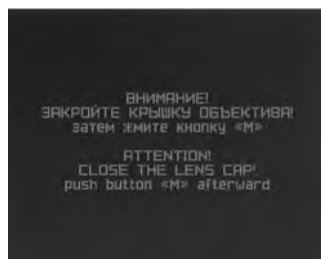 ВНИМАНИЕ!
ЗАКРОЙТЕ КРЫШКУ ОБЪЕКТИВА!
затем жмите кнопку «М»
ATTENTION!
CLOSE THE LENS CAP!
push button «M» afterward